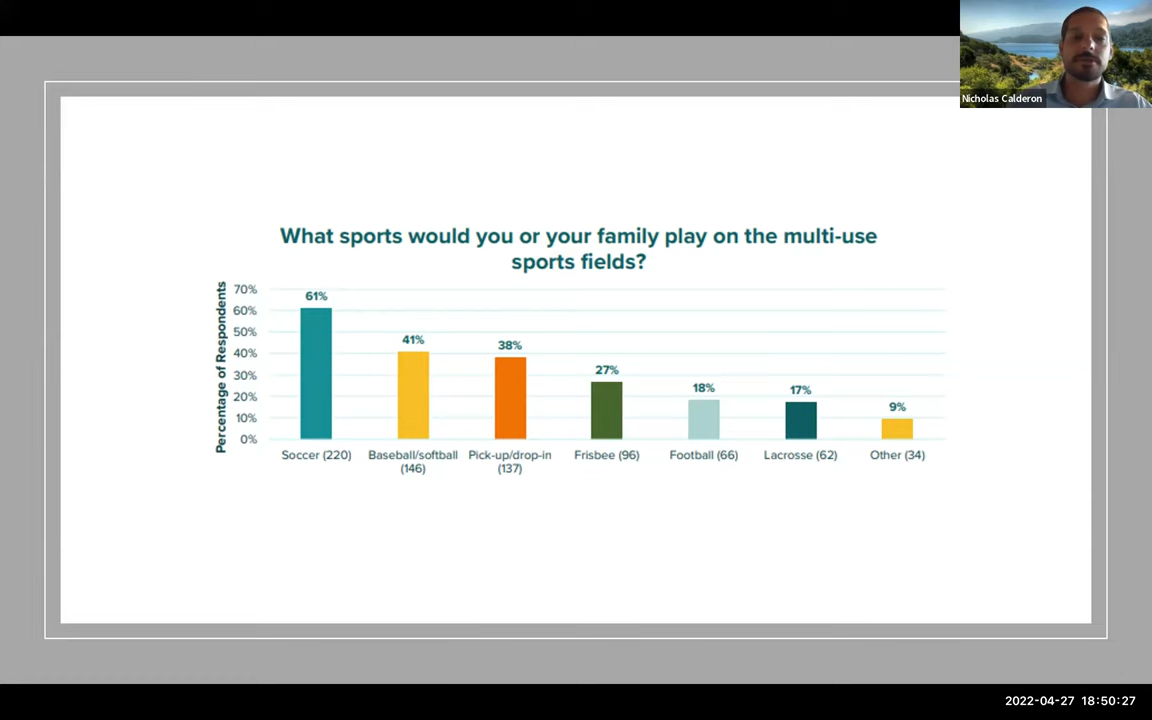 Nicholas Calderon
What sports would you or your family play on the multi-use
sports fields?
Percentage of Respondents
70%
60%
50%
40%
30%
20%
10%
0%
61%
41%
38%
27%
18%
17%
9%
Soccer (220)
Baseball/softball
(146)
Pick-up/drop-in
(137)
Frisbee (96)
Football (66)
Lacrosse (62)
Other (34)
2022-04-27 18:50:27